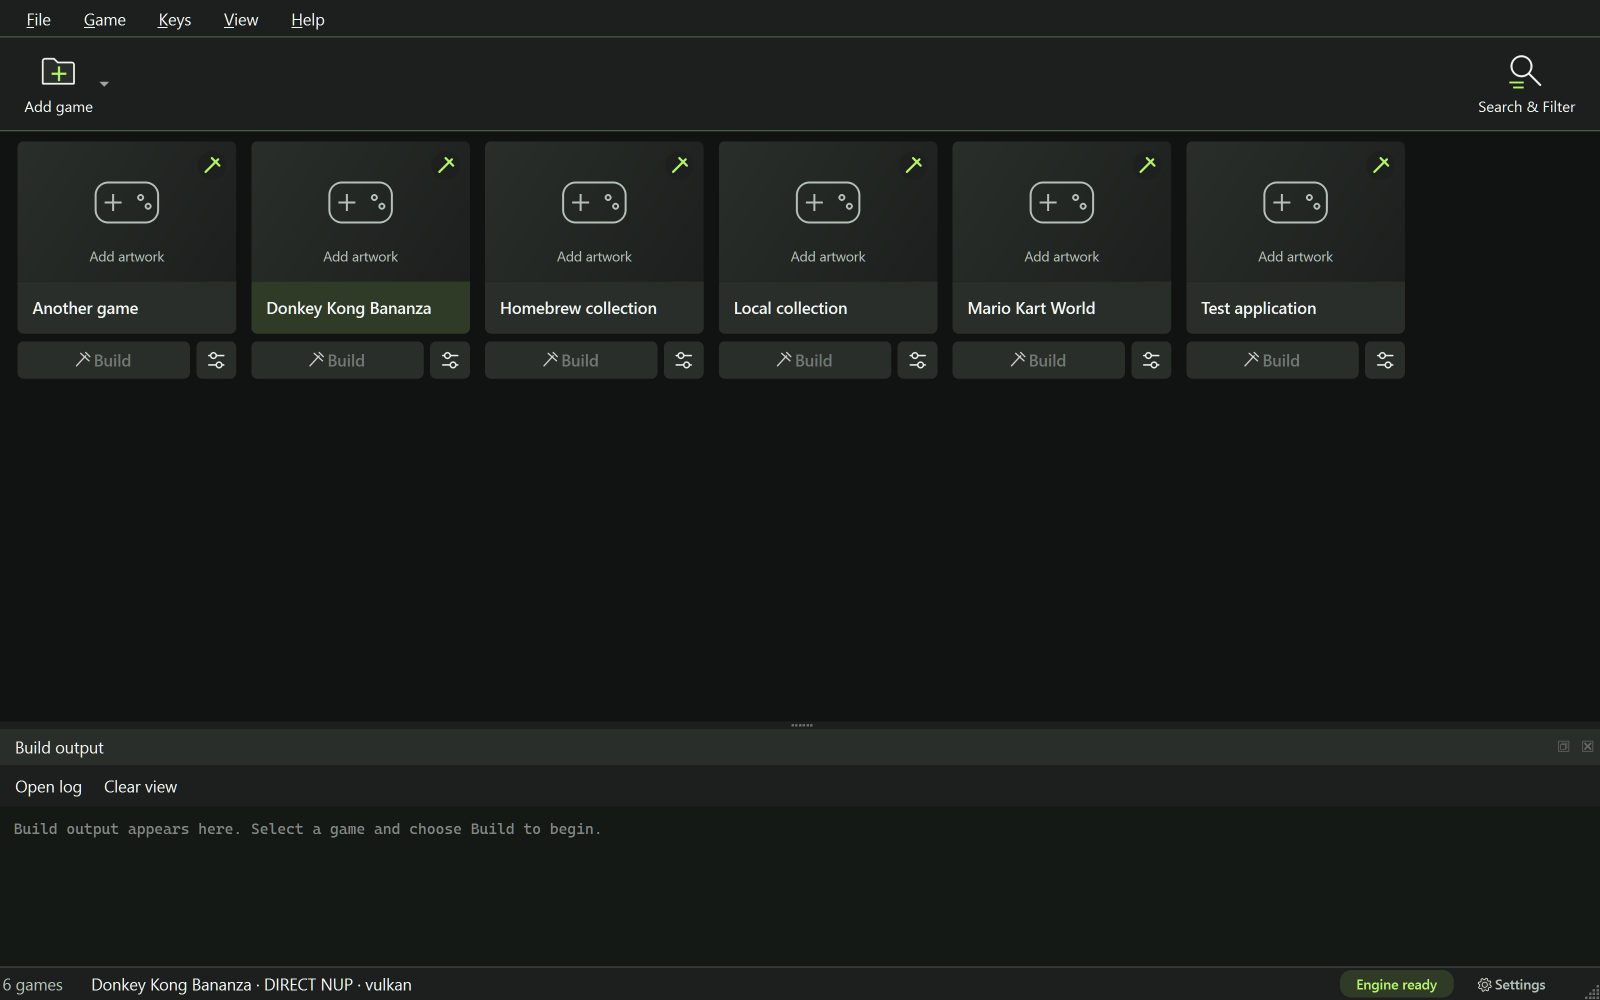 File Game Keys View Help
Add game
Search & Filter
Add artwork Add artwork Add artwork Add artwork Add artwork Add artwork
Another game Donkey Kong Bananza Homebrew collection Local collection Mario Kart World Test application
Build Build Build Build Build Build
Build output
Open log Clear view
Build output appears here. Select a game and choose Build to begin.
6 games Donkey Kong Bananza · DIRECT NUP · vulkan Engine ready Settings